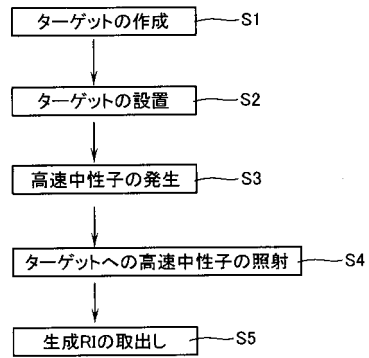 ターゲットの作成 S1
ターゲットの設置 S2
高速中性子の発生 S3
ターゲットへの高速中性子の照射 S4
生成RIの取出し S5